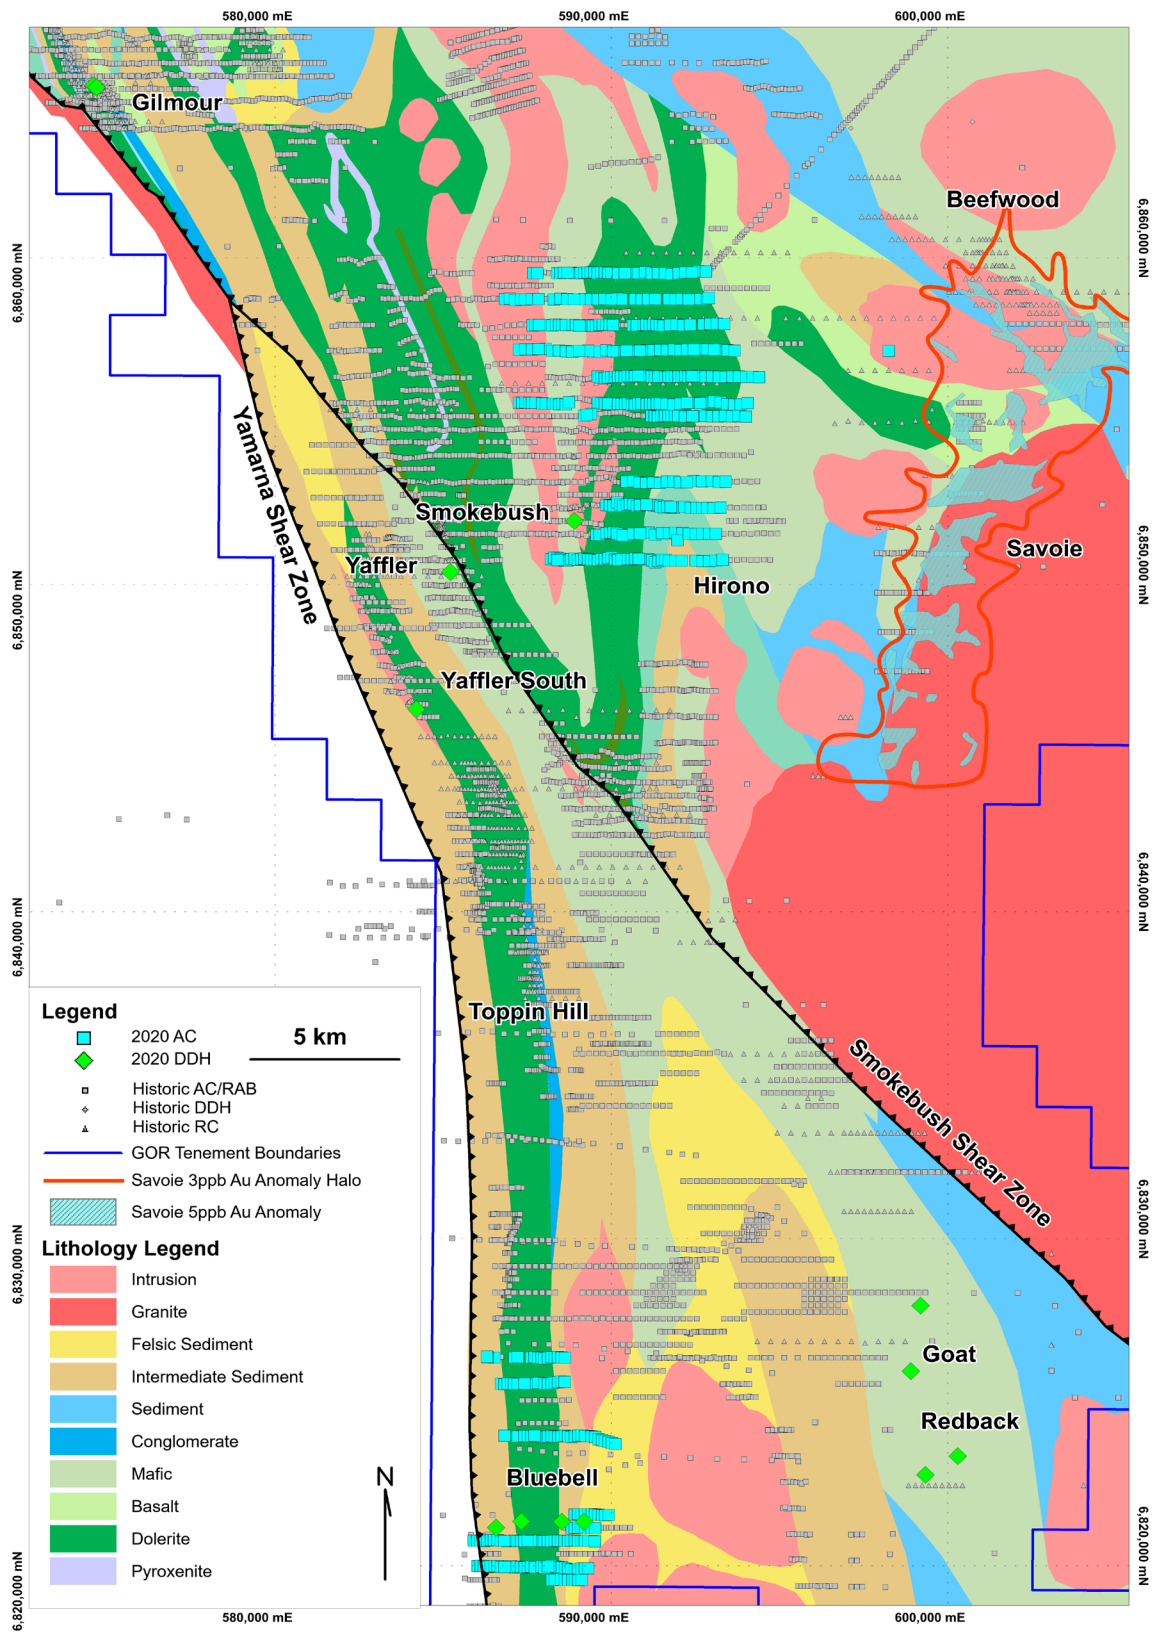 580,000 mE
590,000 mE
600,000 mE
Gilmour
Beefwood
6,860,000 mN
6,860,000 mN
Yamarna Shear Zone
Smokebush
Yaffler
Savoie
Hirono
6,850,000 mN
6,850,000 mN
Yaffler South
6,840,000 mN
6,840,000 mN
Toppin Hill
Smokebush Shear Zone
Legend
5 km
2020 AC
2020 DDH
Historic AC/RAB
Historic DDH
Historic RC
GOR Tenement Boundaries
Savoie 3ppb Au Anomaly Halo
Savoie 5ppb Au Anomaly
Lithology Legend
Intrusion
Granite
Felsic Sediment
Intermediate Sediment
Sediment
Conglomerate
Mafic
Basalt
Dolerite
Pyroxenite
N
6,830,000 mN
6,830,000 mN
Goat
Redback
Bluebell
6,820,000 mN
6,820,000 mN
580,000 mE
590,000 mE
600,000 mE